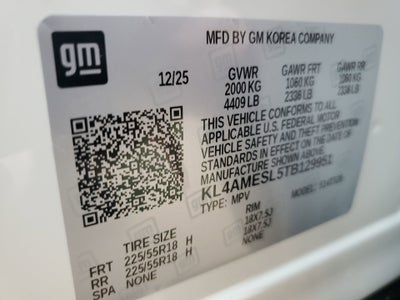 gm
MFD BY GM KOREA COMPANY
12/25 GVWR GAWR FRT GAWR RR
2000 KG 1060 KG 1080 KG
4409 LB 2336 LB 2336 LB
THIS VEHICLE CONFORMS TO ALL
APPLICABLE U.S. FEDERAL MOTOR
VEHICLE SAFETY AND THEFT PREVENTION
STANDARDS IN EFFECT ON THE DATE OF
MANUFACTURE SHOWN ABOVE.
KL4AMESL5TB129951
TYPE: MPV MODEL:
TIRE SIZE RIM
FRT 225/55R18 H 18X7.5J
RR 225/55R18 H 18X7.5J
SPA NONE NONE